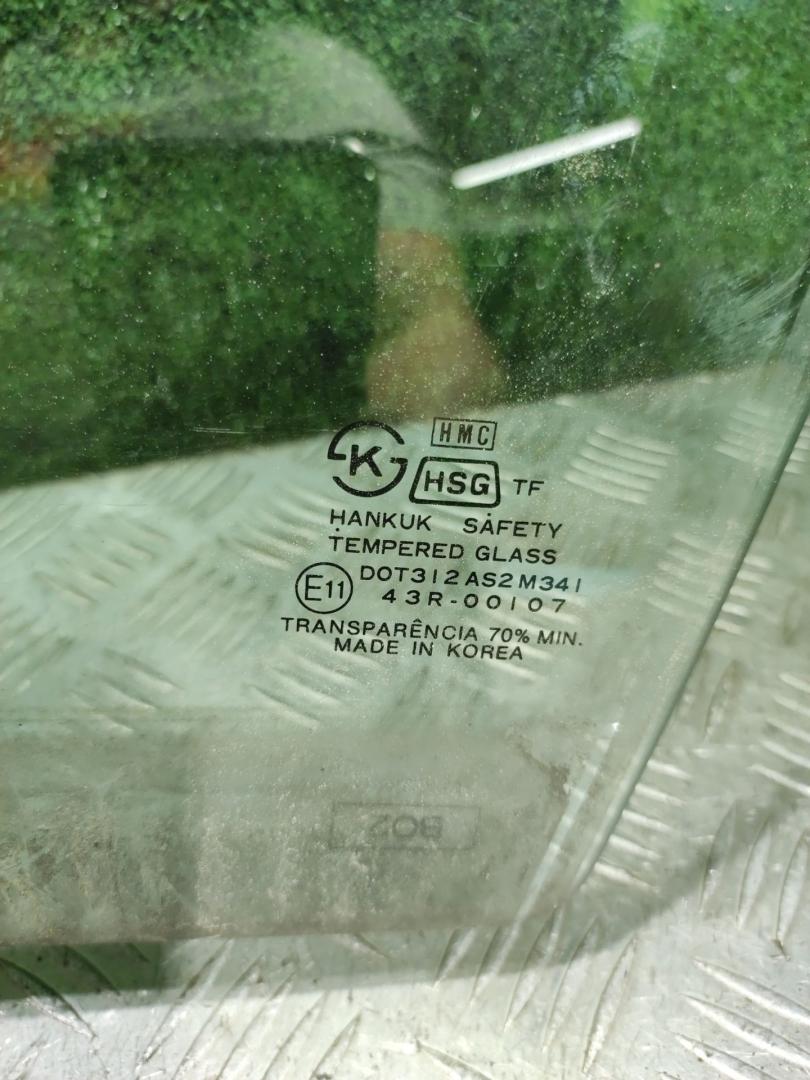 K HMC
HSG TF
HANKUK SAFETY
TEMPERED GLASS
E11 DOT312 AS2 M341
43R-00107
TRANSPARÊNCIA 70% MIN.
MADE IN KOREA
BO2